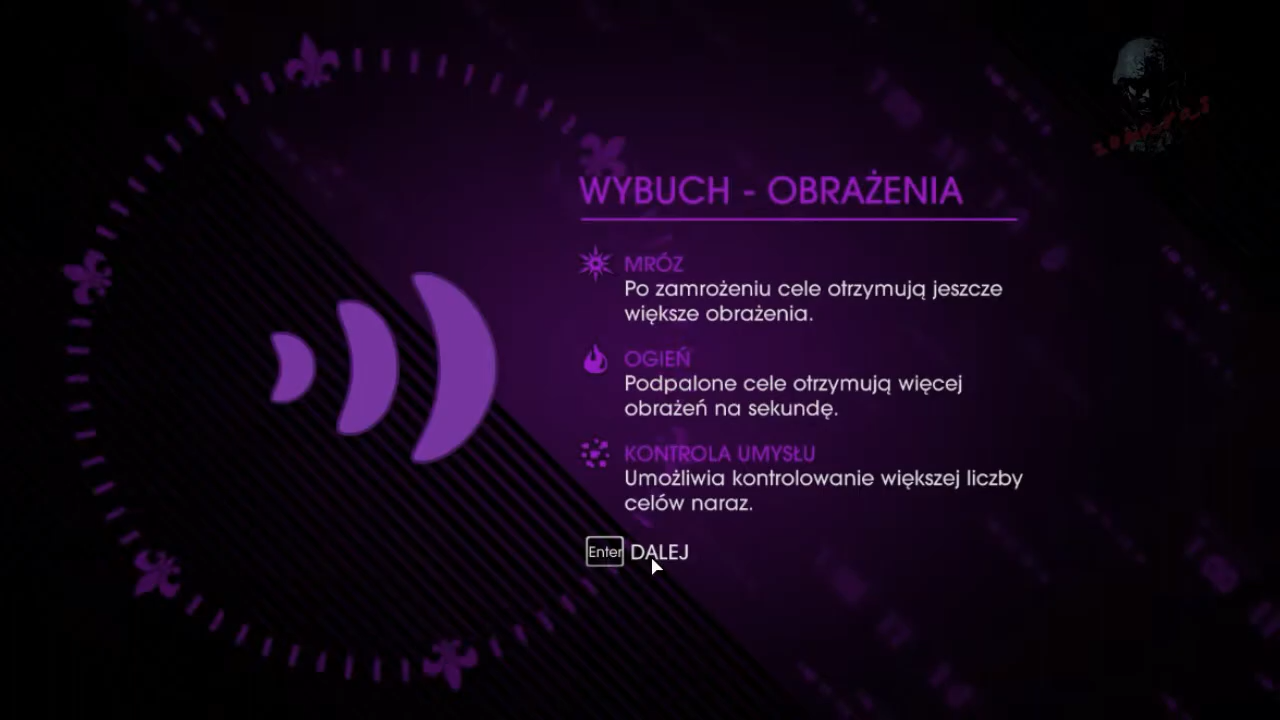 WYBUCH - OBRAŻENIA
MRÓZ
Po zamrożeniu cele otrzymują jeszcze
większe obrażenia.
OGIEŃ
Podpalone cele otrzymują więcej
obrażeń na sekundę.
KONTROLA UMYSŁU
Umożliwia kontrolowanie większej liczby
celów naraz.
Enter DALEJ